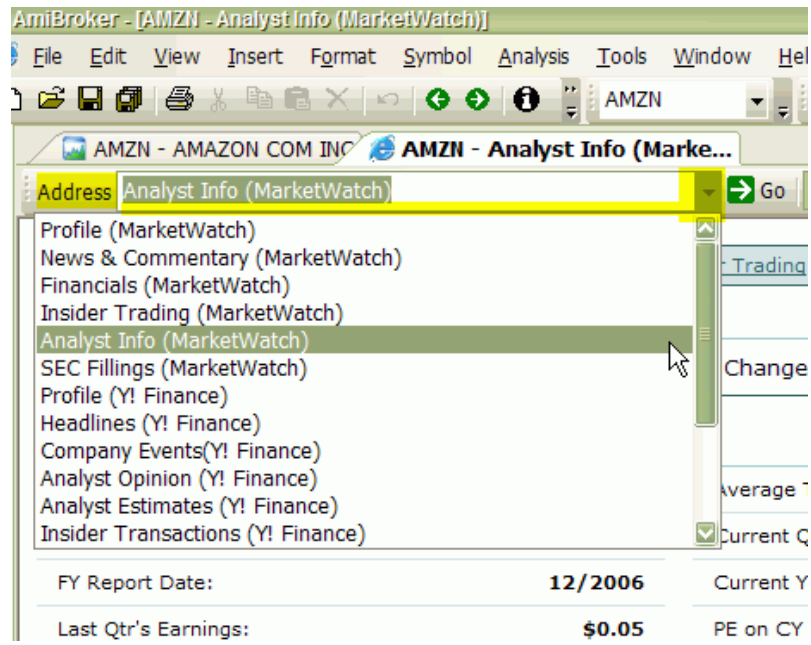 AmiBroker - [AMZN - Analyst Info (MarketWatch)]
File Edit View Insert Format Symbol Analysis Tools Window Hel
AMZN
AMZN - AMAZON COM INC AMZN - Analyst Info (Marke...
Address Analyst Info (MarketWatch) Go
Profile (MarketWatch)
News & Commentary (MarketWatch)
Financials (MarketWatch)
Insider Trading (MarketWatch)
Analyst Info (MarketWatch)
SEC Fillings (MarketWatch)
Profile (Y! Finance)
Headlines (Y! Finance)
Company Events(Y! Finance)
Analyst Opinion (Y! Finance)
Analyst Estimates (Y! Finance)
Insider Transactions (Y! Finance)
Trading
Change
Average T
Current Q
FY Report Date: 12/2006 Current Y
Last Qtr's Earnings: $0.05 PE on CY